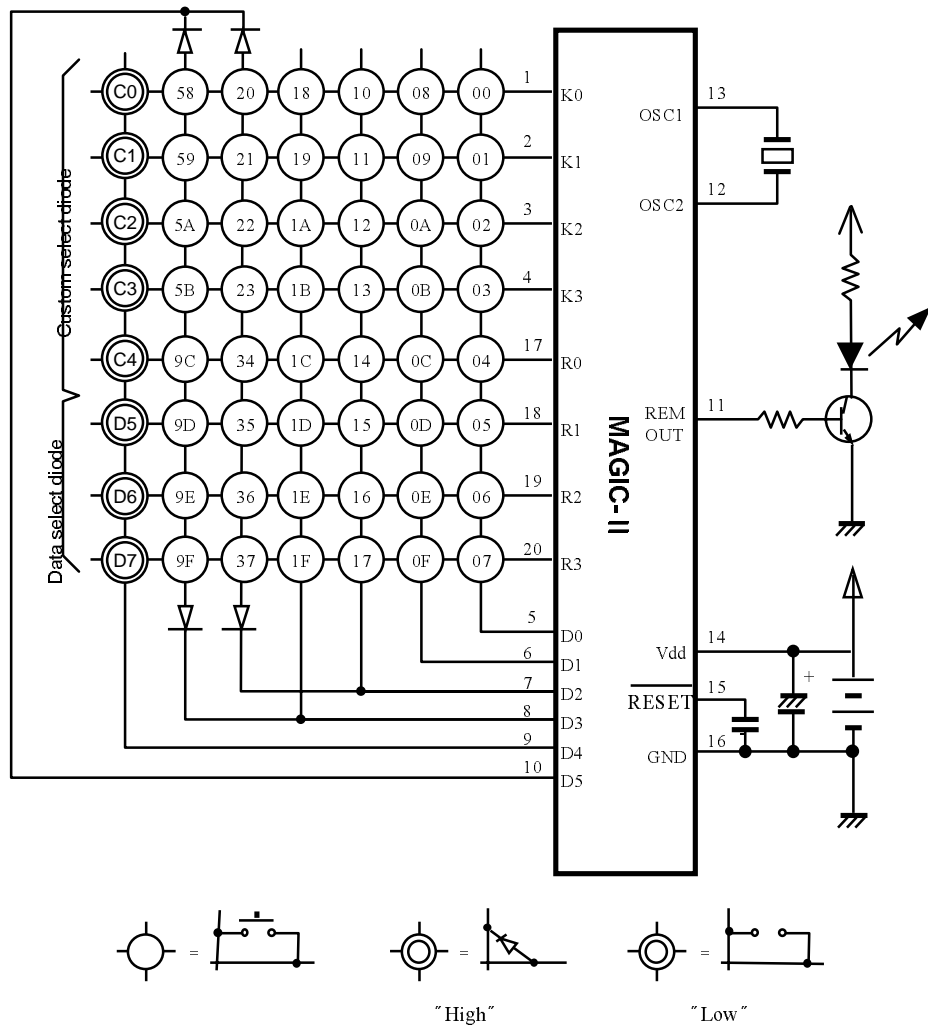 C0 58 20 18 10 08 00 1 K0
C1 59 21 19 11 09 01 2 K1
C2 5A 22 1A 12 0A 02 3 K2
C3 5B 23 1B 13 0B 03 4 K3
C4 9C 34 1C 14 0C 04 17 R0
D5 9D 35 1D 15 0D 05 18 R1
D6 9E 36 1E 16 0E 06 19 R2
D7 9F 37 1F 17 0F 07 20 R3
Custom select diode
Data select diode
5 D0
6 D1
7 D2
8 D3
9 D4
10 D5
MAGIC- II
OSC1 13
OSC2 12
REM 11
OUT
Vdd 14
+
RESET 15
GND 16
= = =
"High" "Low"